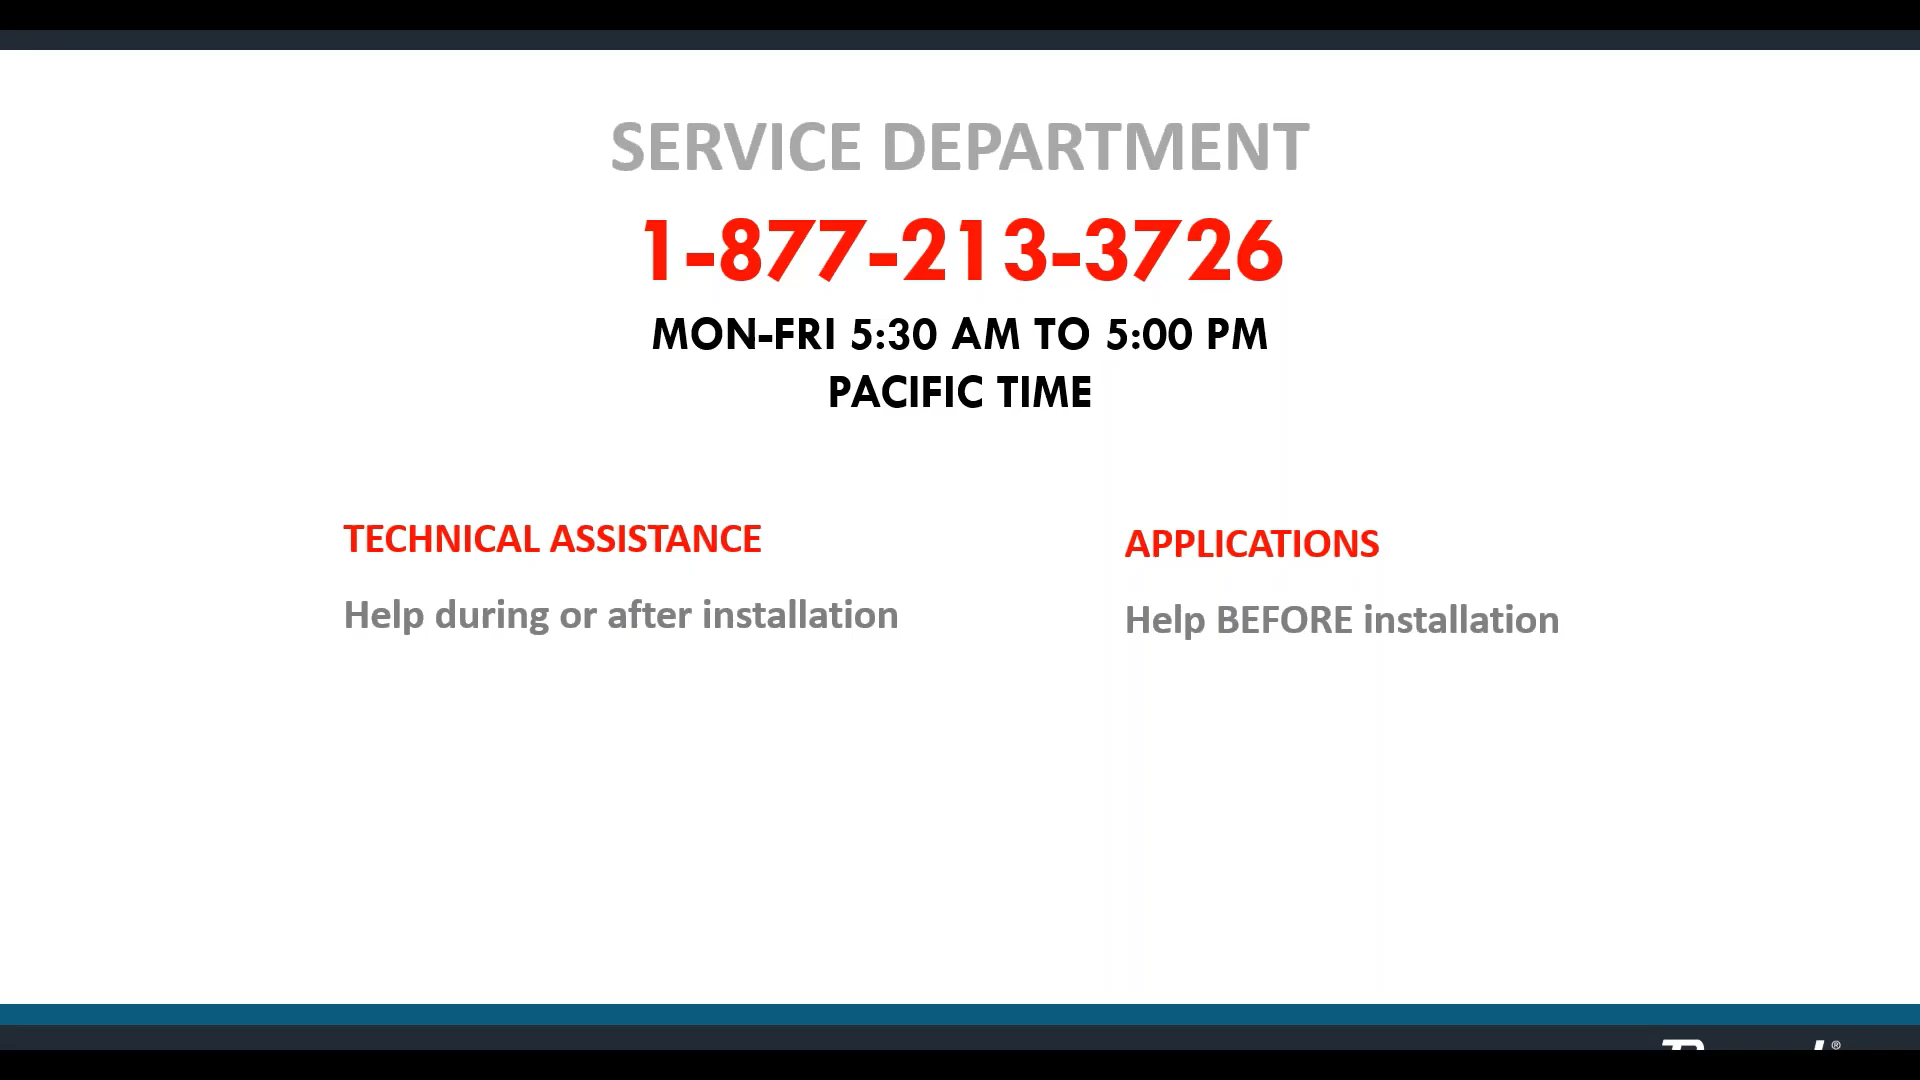 SERVICE DEPARTMENT
1-877-213-3726
MON-FRI 5:30 AM TO 5:00 PM
PACIFIC TIME
TECHNICAL ASSISTANCE
Help during or after installation
APPLICATIONS
Help BEFORE installation